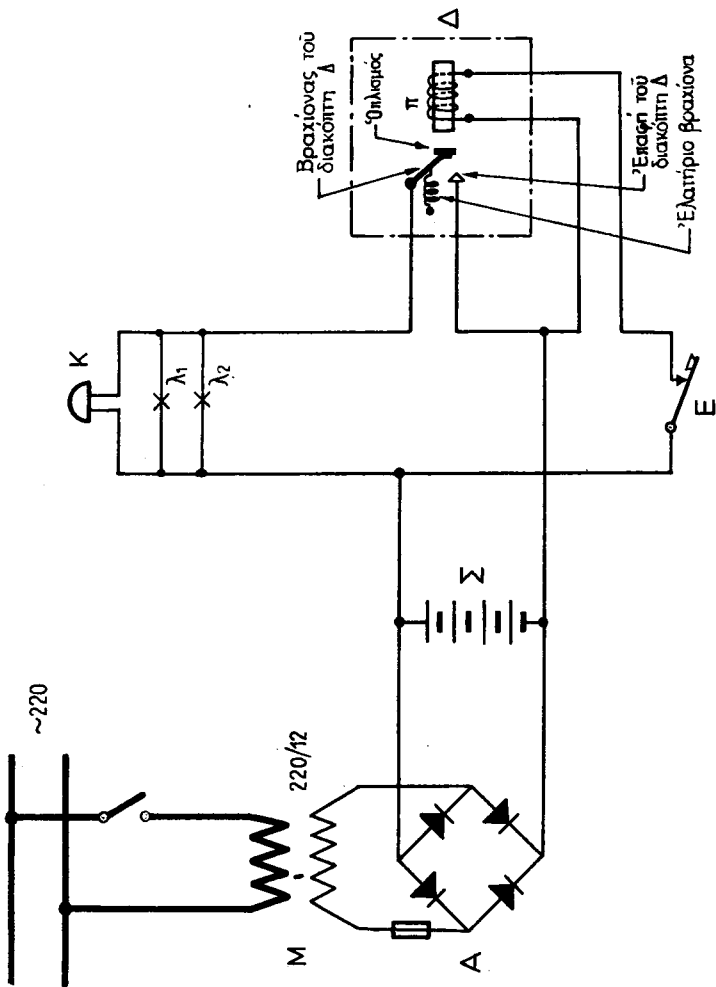 ~220
220/12
M
A
Σ
K
λ1
λ2
E
Βραχίονας τοῦ
διακόπτη Δ
Ὁπλισμός
Δ
π
Ἐπαφή τοῦ
διακόπτη Δ
Ἐλατήριο βραχίονα